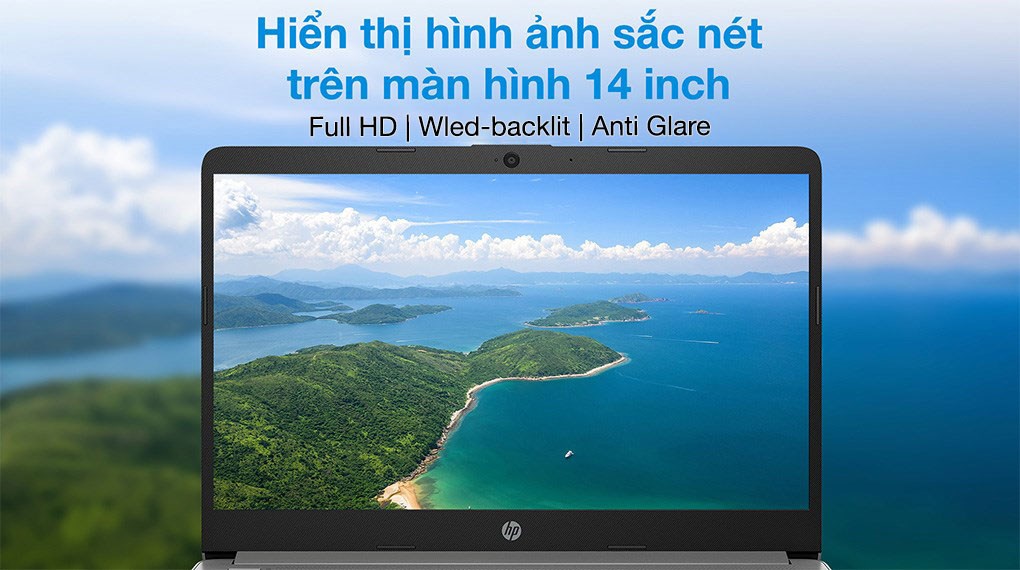 Hiển thị hình ảnh sắc nét
trên màn hình 14 inch
Full HD | Wled-backlit | Anti Glare
hp